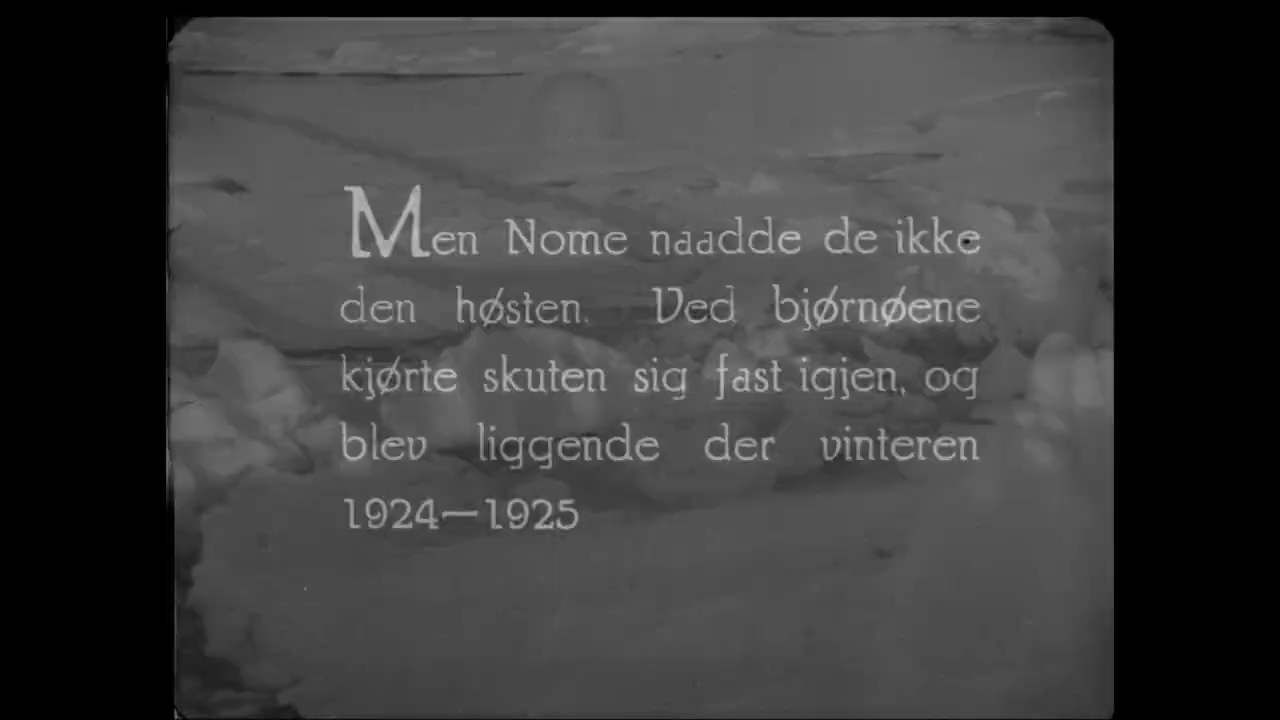 Men Nome naadde de ikke
den høsten. Ved bjørnøene
kjørte skuten sig fast igjen, og
blev liggende der vinteren
1924—1925